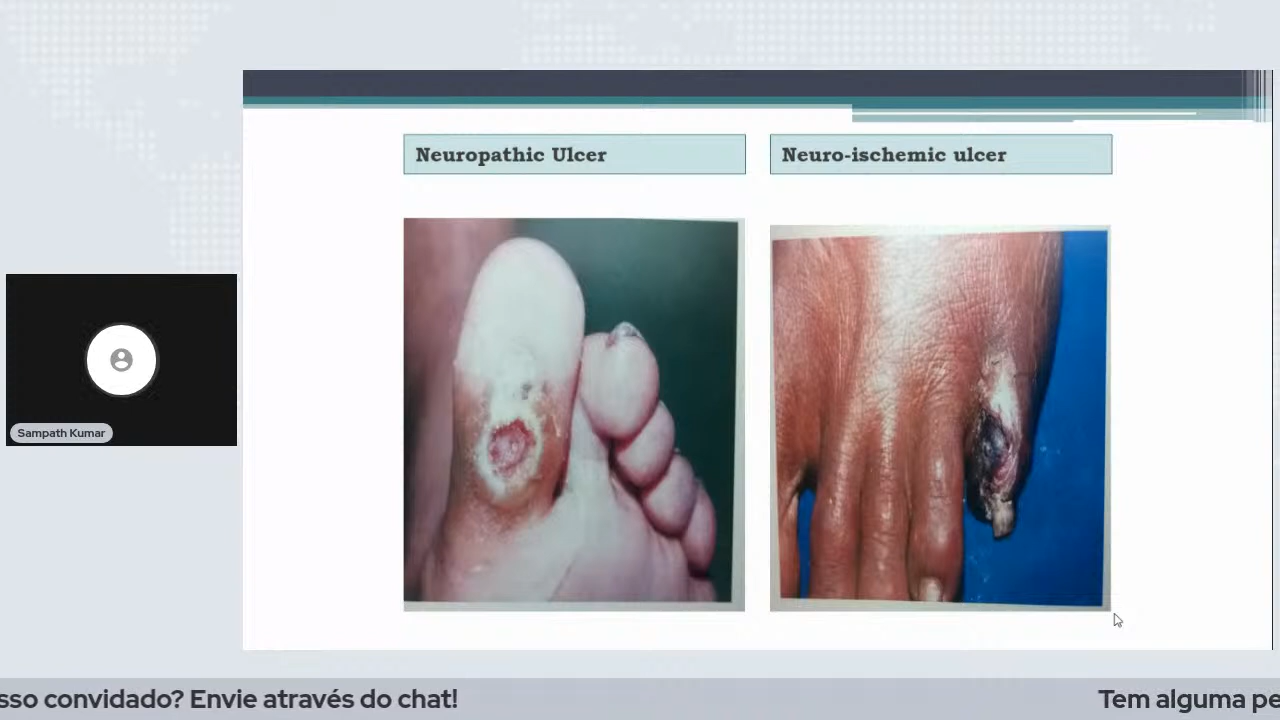 Neuropathic Ulcer
Neuro-ischemic ulcer
Sampath Kumar
sso convidado? Envie através do chat!
Tem alguma pe